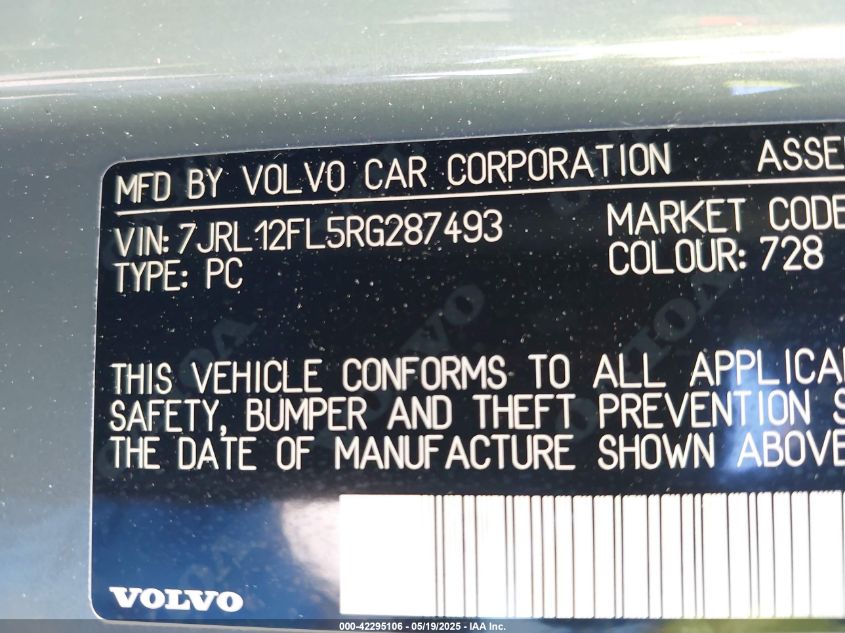 MFD BY VOLVO CAR CORPORATION ASSE
VIN: 7JRL12FL5RG287493 MARKET CODE
TYPE: PC COLOUR: 728
THIS VEHICLE CONFORMS TO ALL APPLICA
SAFETY, BUMPER AND THEFT PREVENTION S
THE DATE OF MANUFACTURE SHOWN ABOVE
VOLVO
000-42295106 - 05/19/2025 - IAA Inc.